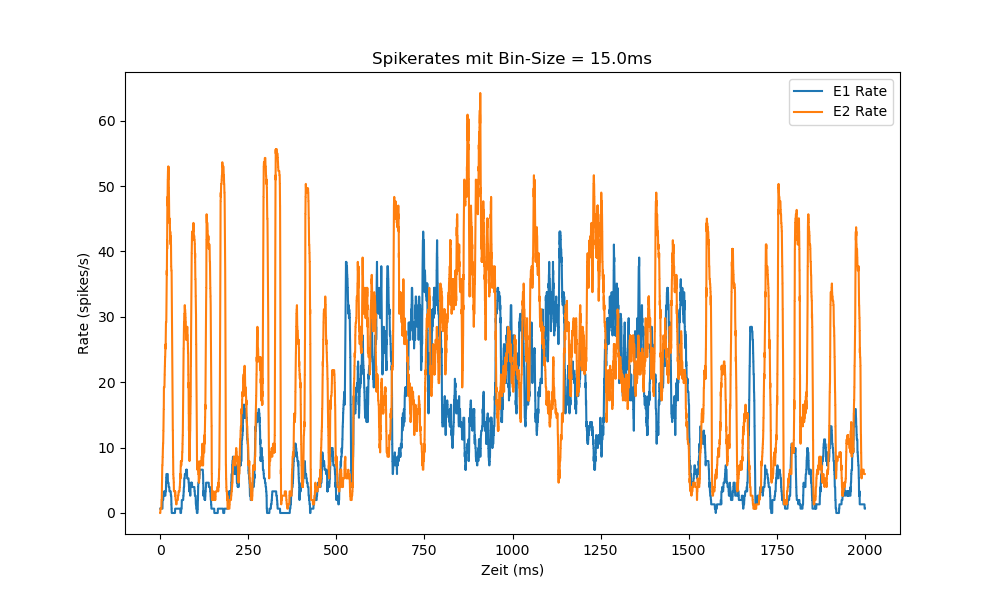 Spikerates mit Bin-Size = 15.0ms
E1 Rate
E2 Rate
Rate (spikes/s)
60
50
40
30
20
10
0
0 250 500 750 1000 1250 1500 1750 2000
Zeit (ms)